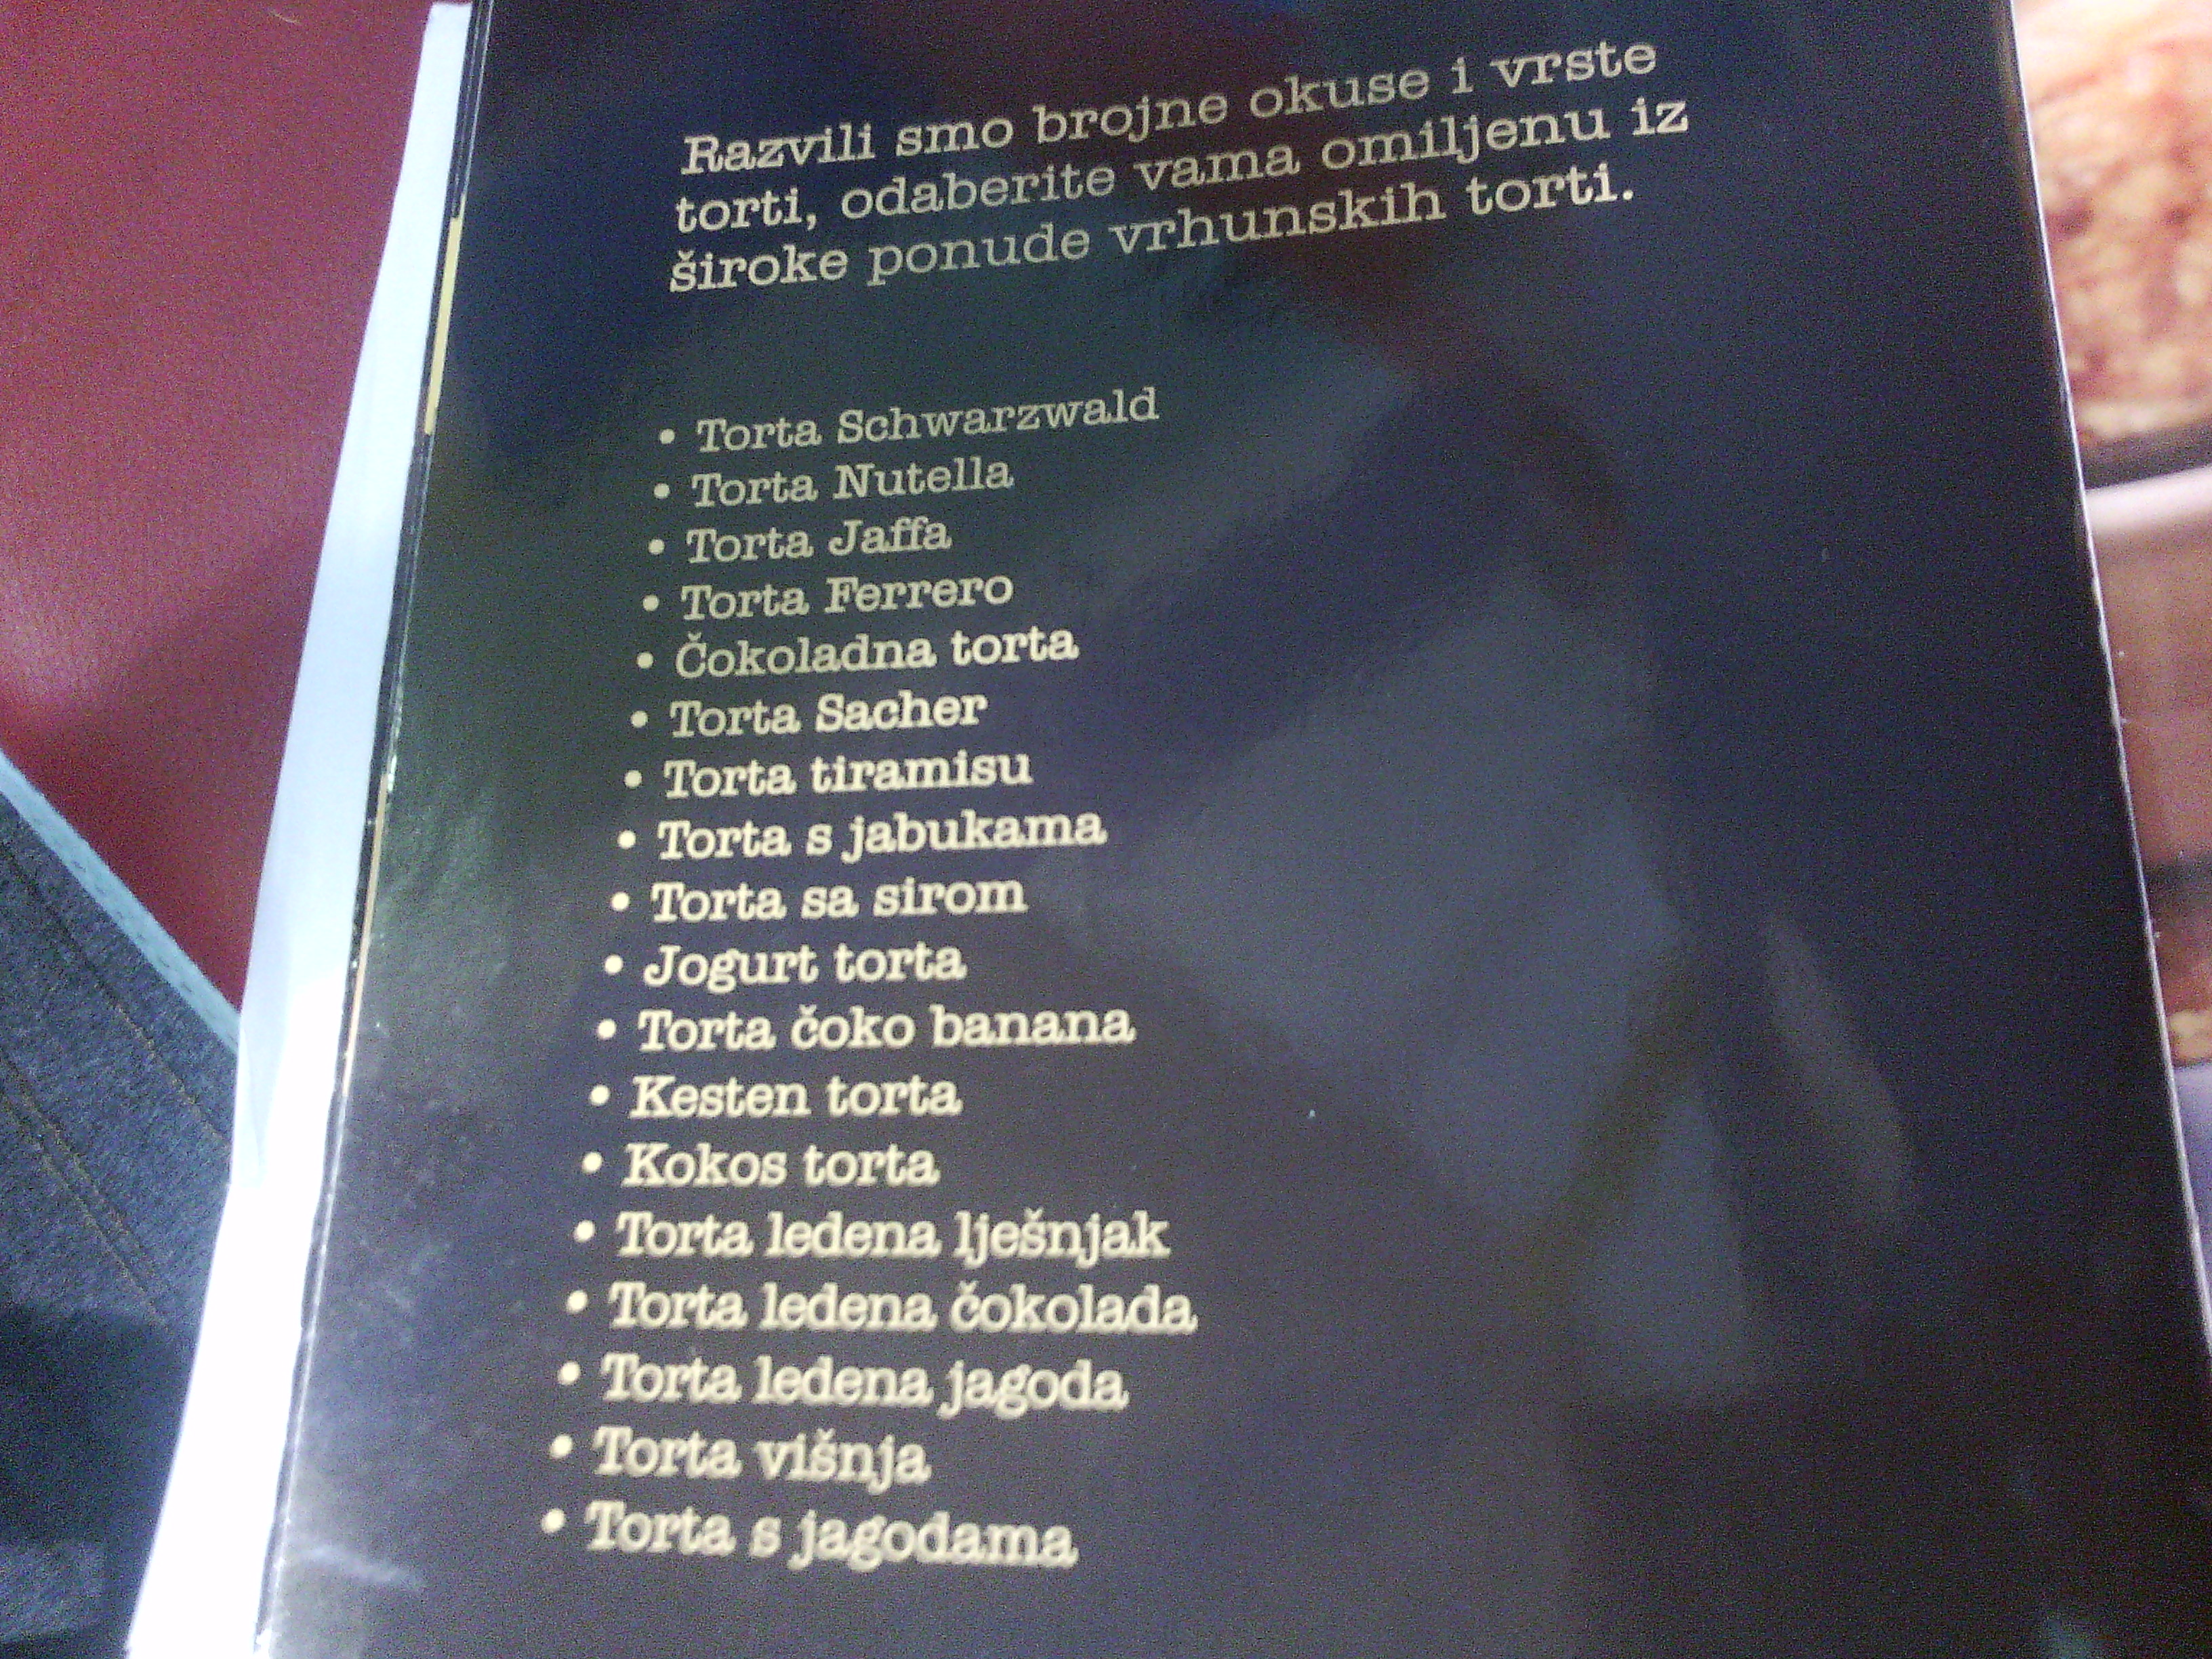 Razvili smo brojne okuse i vrste
torti, odaberite vama omiljenu iz
široke ponude vrhunskih torti.
• Torta Schwarzwald
• Torta Nutella
• Torta Jaffa
• Torta Ferrero
• Čokoladna torta
• Torta Sacher
• Torta tiramisu
• Torta s jabukama
• Torta sa sirom
• Jogurt torta
• Torta čoko banana
• Kesten torta
• Kokos torta
• Torta ledena lješnjak
• Torta ledena čokolada
• Torta ledena jagoda
• Torta višnja
• Torta s jagodama